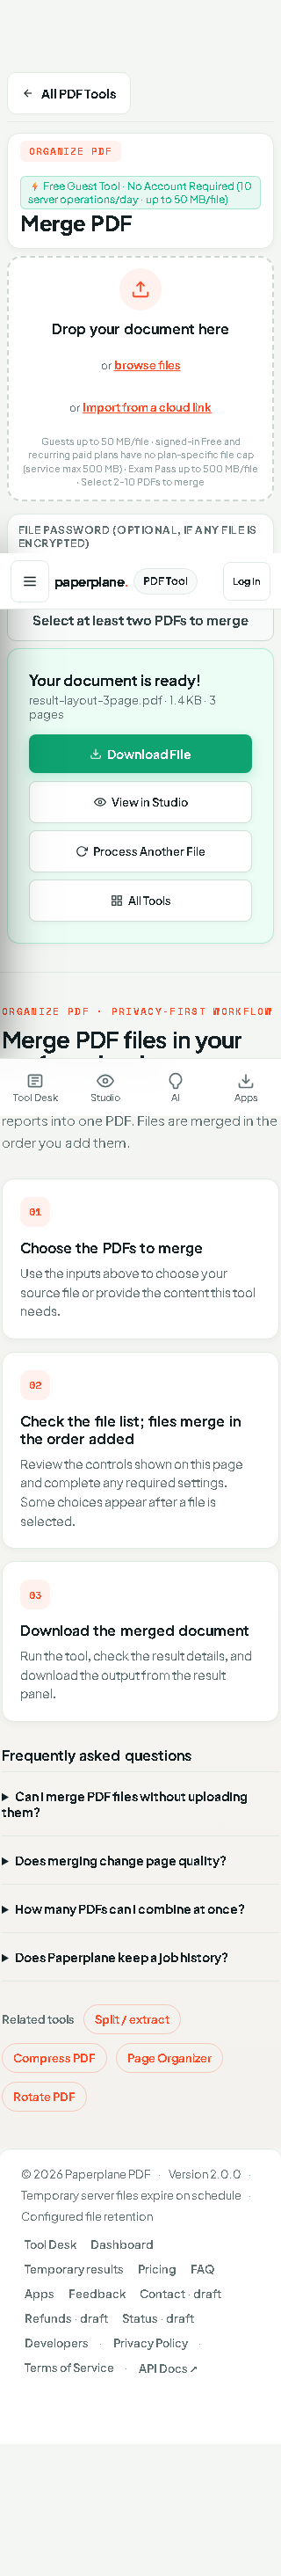 ← All PDF Tools
ORGANIZE PDF
Free Guest Tool · No Account Required (10
server operations/day · up to 50 MB/file)
Merge PDF
Drop your document here
or browse files
or Import from a cloud link
Guests up to 50 MB/file · signed-in Free and
recurring paid plans have no plan-specific file cap
(service max 500 MB) · Exam Pass up to 500 MB/file
· Select 2–10 PDFs to merge
FILE PASSWORD (OPTIONAL, IF ANY FILE IS
ENCRYPTED)
paperplane. PDF Tool Log in
Select at least two PDFs to merge
Your document is ready!
result-layout-3page.pdf · 1.4 KB · 3
pages
Download File
View in Studio
Process Another File
All Tools
ORGANIZE PDF · PRIVACY-FIRST WORKFLOW
Merge PDF files in your
Tool Desk Studio AI Apps
reports into one PDF. Files are merged in the
order you add them.
01
Choose the PDFs to merge
Use the inputs above to choose your
source file or provide the content this tool
needs.
02
Check the file list; files merge in
the order added
Review the controls shown on this page
and complete any required settings.
Some choices appear after a file is
selected.
03
Download the merged document
Run the tool, check the result details, and
download the output from the result
panel.
Frequently asked questions
▶ Can I merge PDF files without uploading
them?
▶ Does merging change page quality?
▶ How many PDFs can I combine at once?
▶ Does Paperplane keep a job history?
Related tools Split / extract
Compress PDF Page Organizer
Rotate PDF
© 2026 Paperplane PDF · Version 2.0.0 ·
Temporary server files expire on schedule ·
Configured file retention
Tool Desk Dashboard
Temporary results Pricing FAQ
Apps Feedback Contact · draft
Refunds · draft Status · draft
Developers · Privacy Policy ·
Terms of Service · API Docs ↗